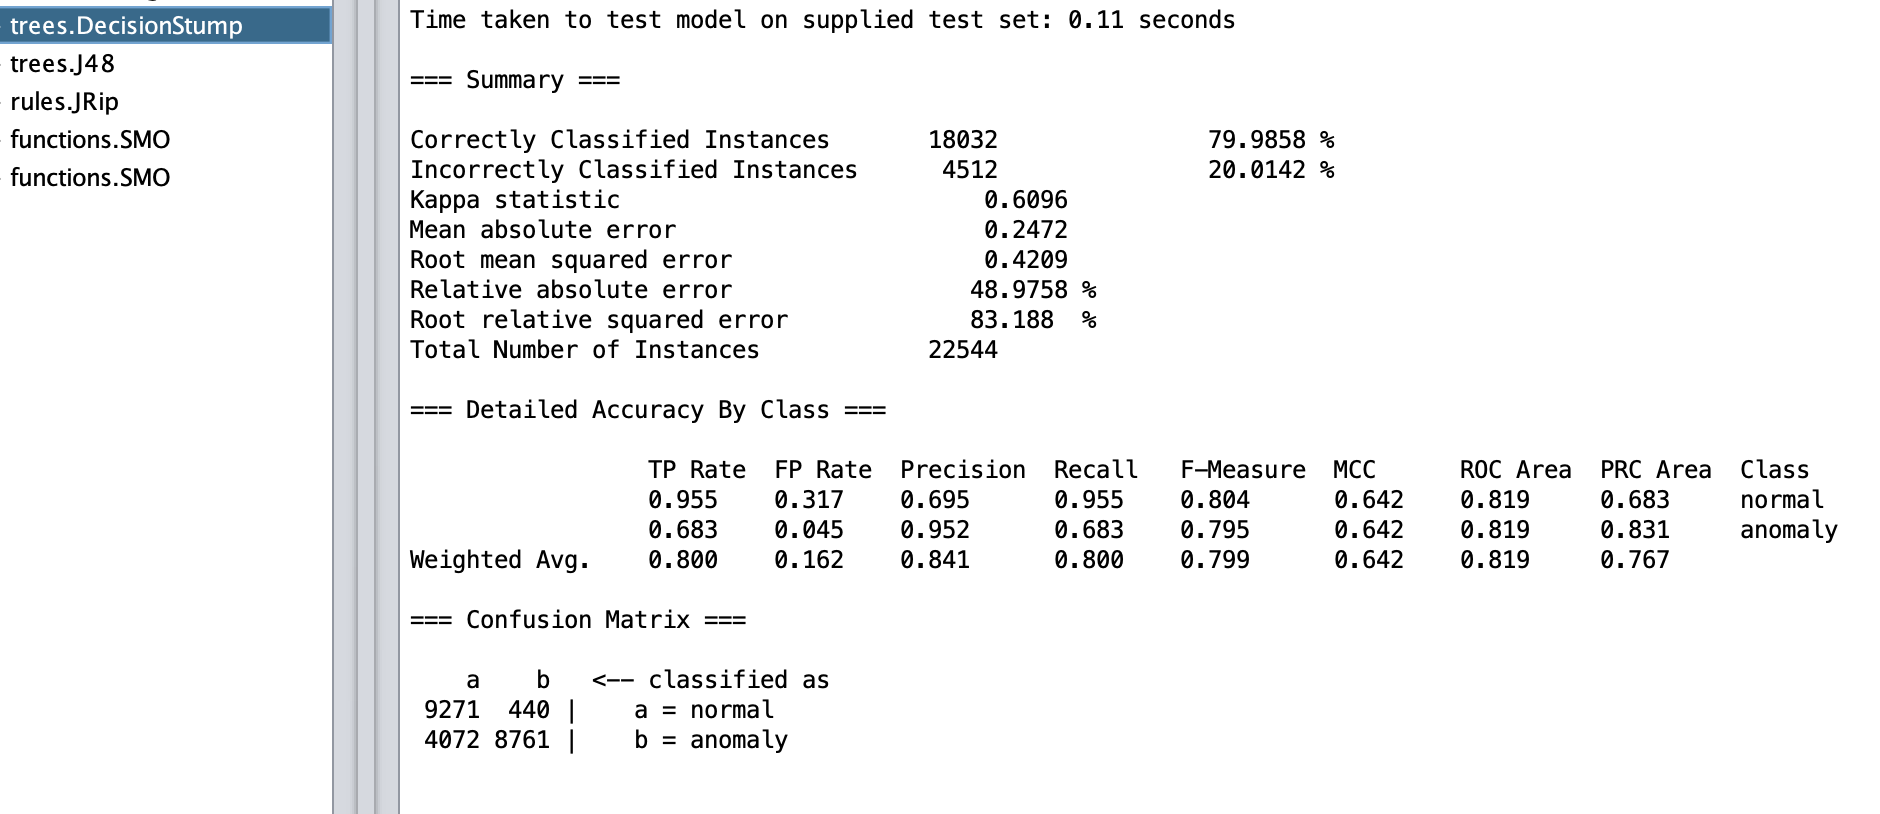 trees.DecisionStump
trees.J48
rules.JRip
functions.SMO
functions.SMO
Time taken to test model on supplied test set: 0.11 seconds
=== Summary ===
Correctly Classified Instances 18032 79.9858 %
Incorrectly Classified Instances 4512 20.0142 %
Kappa statistic 0.6096
Mean absolute error 0.2472
Root mean squared error 0.4209
Relative absolute error 48.9758 %
Root relative squared error 83.188 %
Total Number of Instances 22544
=== Detailed Accuracy By Class ===
TP Rate FP Rate Precision Recall F-Measure MCC ROC Area PRC Area Class
0.955 0.317 0.695 0.955 0.804 0.642 0.819 0.683 normal
0.683 0.045 0.952 0.683 0.795 0.642 0.819 0.831 anomaly
Weighted Avg. 0.800 0.162 0.841 0.800 0.799 0.642 0.819 0.767
=== Confusion Matrix ===
a b <-- classified as
9271 440 | a = normal
4072 8761 | b = anomaly